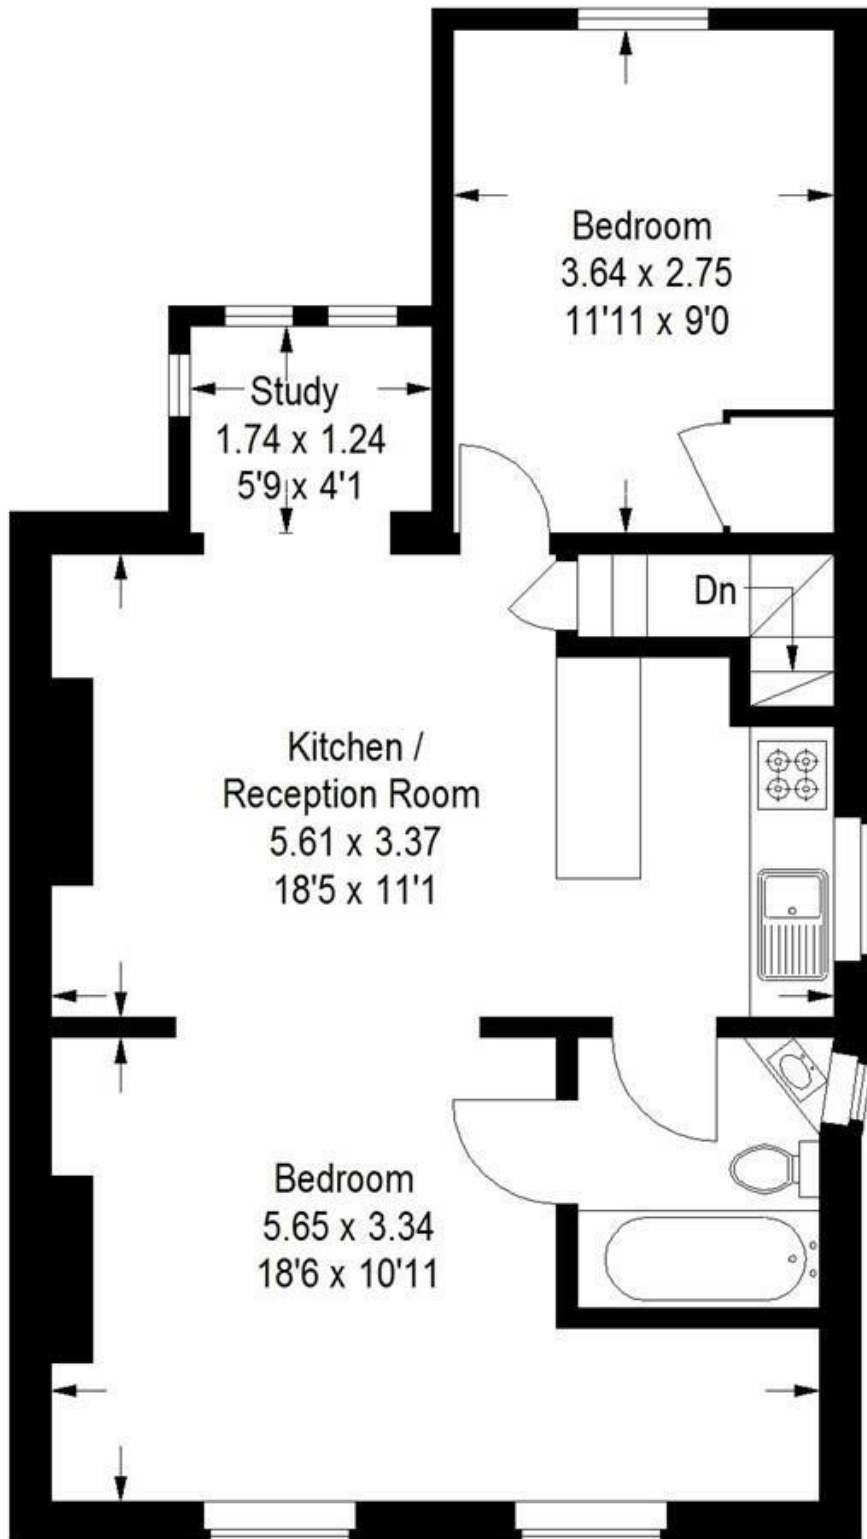 Bedroom
3.64 x 2.75
11'11 x 9'0
Study
1.74 x 1.24
5'9 x 4'1
Dn
Kitchen /
Reception Room
5.61 x 3.37
18'5 x 11'1
Bedroom
5.65 x 3.34
18'6 x 10'11